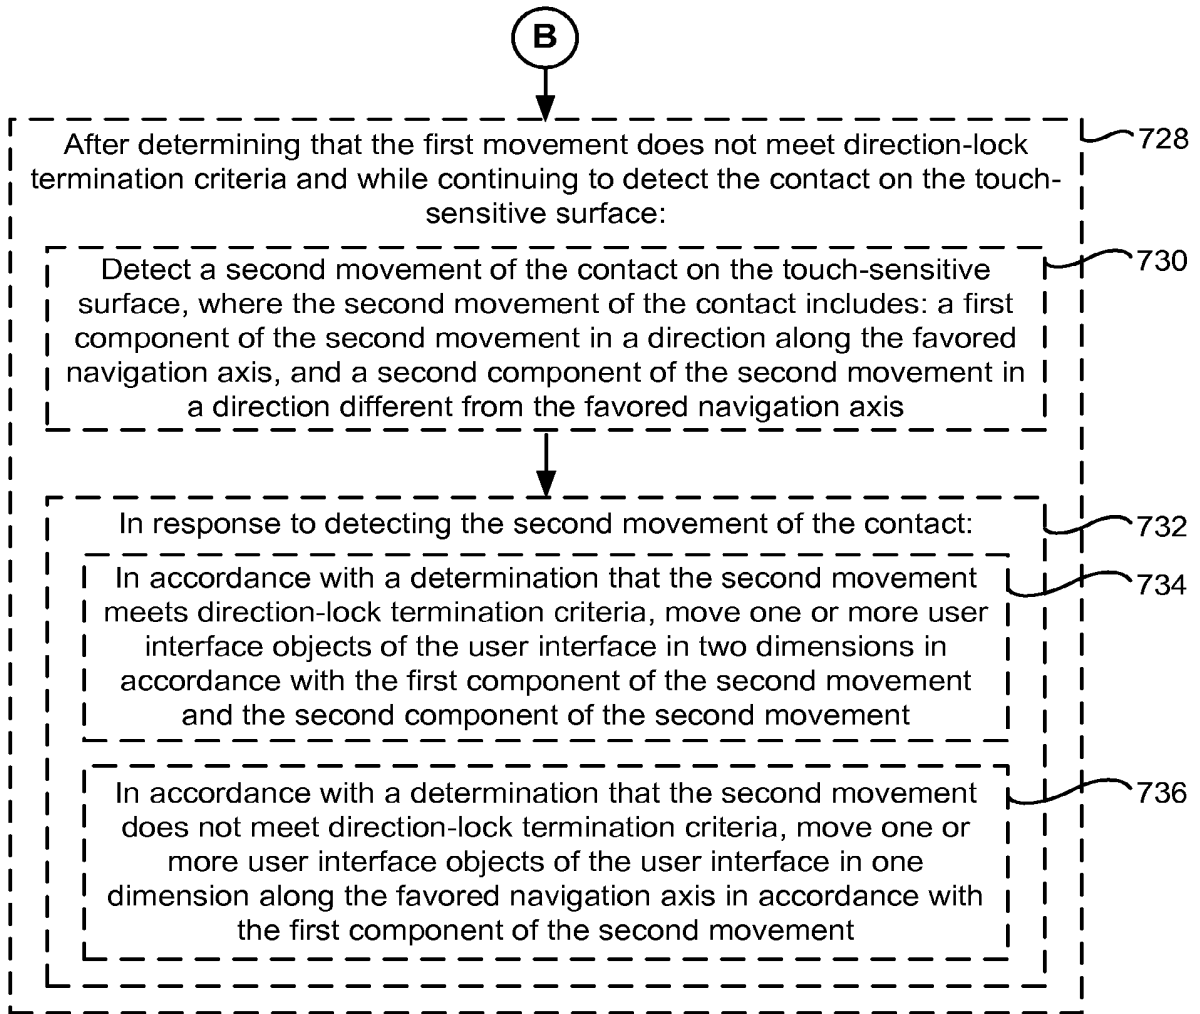 B
After determining that the first movement does not meet direction-lock
termination criteria and while continuing to detect the contact on the touch-
sensitive surface:
728
Detect a second movement of the contact on the touch-sensitive
surface, where the second movement of the contact includes: a first
component of the second movement in a direction along the favored
navigation axis, and a second component of the second movement in
a direction different from the favored navigation axis
730
In response to detecting the second movement of the contact:
732
In accordance with a determination that the second movement
meets direction-lock termination criteria, move one or more user
interface objects of the user interface in two dimensions in
accordance with the first component of the second movement
and the second component of the second movement
734
In accordance with a determination that the second movement
does not meet direction-lock termination criteria, move one or
more user interface objects of the user interface in one
dimension along the favored navigation axis in accordance with
the first component of the second movement
736